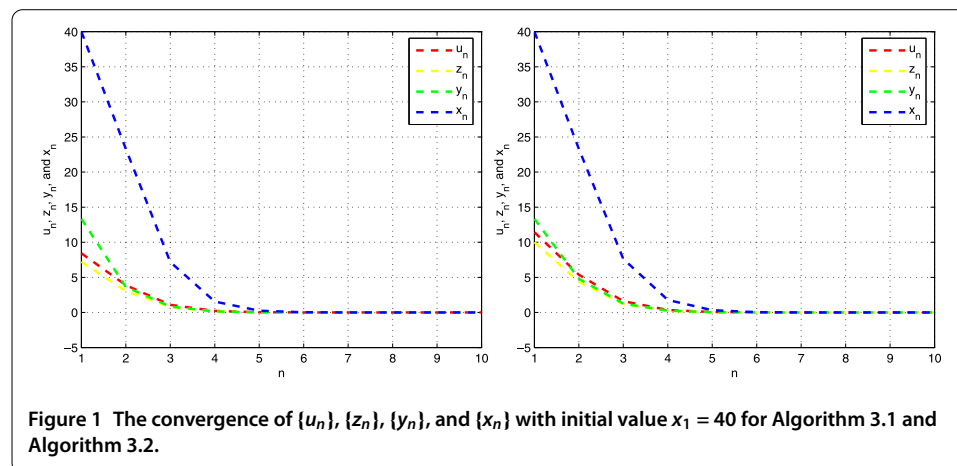 40
35
30
25
20
15
10
5
0
−5
u_n, z_n, y_n, and x_n
1 2 3 4 5 6 7 8 9 10
n
u_n
z_n
y_n
x_n
40
35
30
25
20
15
10
5
0
−5
u_n, z_n, y_n, and x_n
1 2 3 4 5 6 7 8 9 10
n
u_n
z_n
y_n
x_n
Figure 1 The convergence of {u_n}, {z_n}, {y_n}, and {x_n} with initial value x_1 = 40 for Algorithm 3.1 and
Algorithm 3.2.